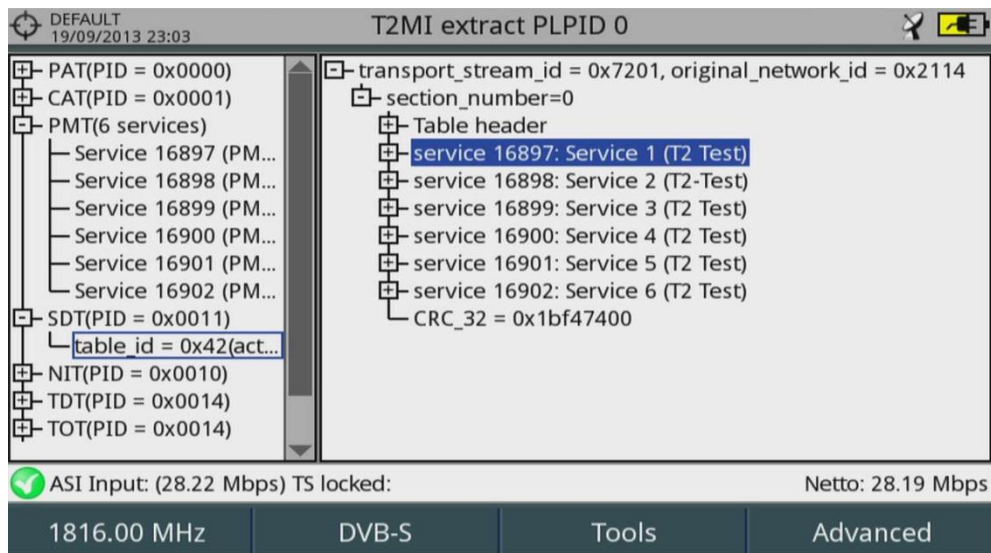 DEFAULT
19/09/2013 23:03
T2MI extract PLPID 0
PAT(PID = 0x0000)
CAT(PID = 0x0001)
PMT(6 services)
Service 16897 (PM...
Service 16898 (PM...
Service 16899 (PM...
Service 16900 (PM...
Service 16901 (PM...
Service 16902 (PM...
SDT(PID = 0x0011)
table_id = 0x42(act...
NIT(PID = 0x0010)
TDT(PID = 0x0014)
TOT(PID = 0x0014)
transport_stream_id = 0x7201, original_network_id = 0x2114
section_number=0
Table header
service 16897: Service 1 (T2 Test)
service 16898: Service 2 (T2-Test)
service 16899: Service 3 (T2 Test)
service 16900: Service 4 (T2 Test)
service 16901: Service 5 (T2 Test)
service 16902: Service 6 (T2 Test)
CRC_32 = 0x1bf47400
ASI Input: (28.22 Mbps) TS locked:
Netto: 28.19 Mbps
1816.00 MHz
DVB-S
Tools
Advanced